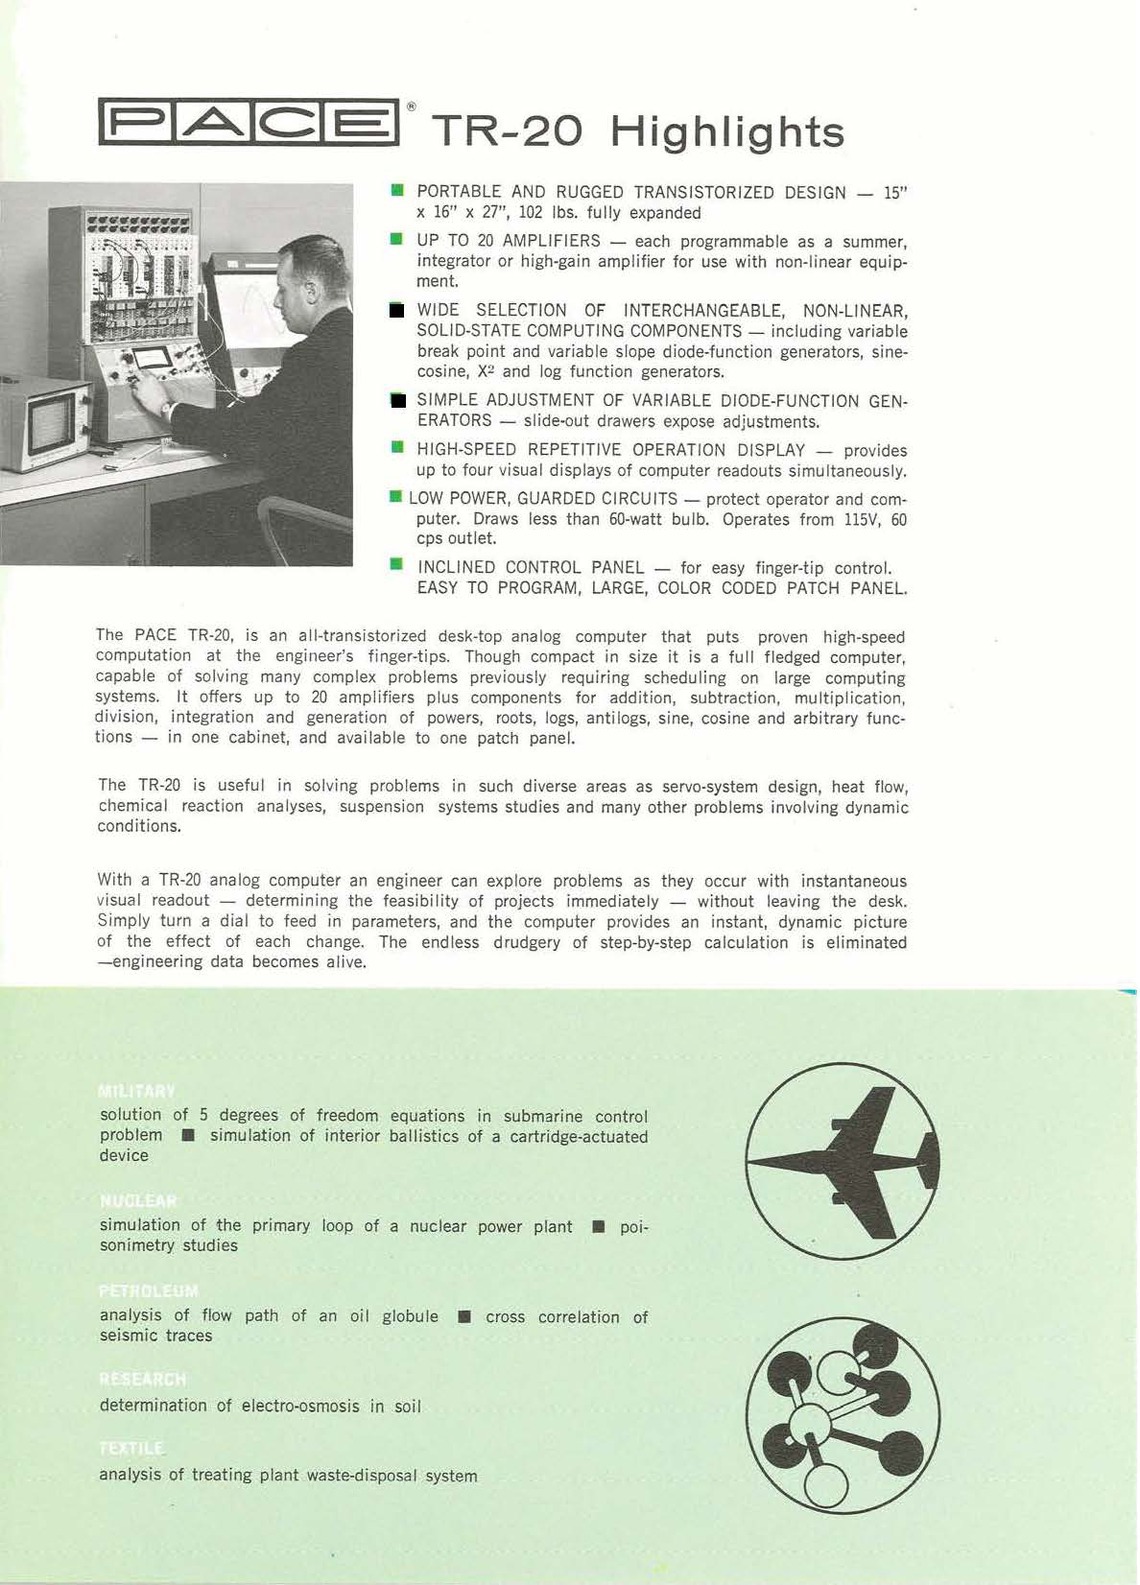 PACE® TR-20 Highlights
■ PORTABLE AND RUGGED TRANSISTORIZED DESIGN — 15"
x 16" x 27", 102 lbs. fully expanded
■ UP TO 20 AMPLIFIERS — each programmable as a summer,
integrator or high-gain amplifier for use with non-linear equip-
ment.
■ WIDE SELECTION OF INTERCHANGEABLE, NON-LINEAR,
SOLID-STATE COMPUTING COMPONENTS — including variable
break point and variable slope diode-function generators, sine-
cosine, X² and log function generators.
■ SIMPLE ADJUSTMENT OF VARIABLE DIODE-FUNCTION GEN-
ERATORS — slide-out drawers expose adjustments.
■ HIGH-SPEED REPETITIVE OPERATION DISPLAY — provides
up to four visual displays of computer readouts simultaneously.
■ LOW POWER, GUARDED CIRCUITS — protect operator and com-
puter. Draws less than 60-watt bulb. Operates from 115V, 60
cps outlet.
■ INCLINED CONTROL PANEL — for easy finger-tip control.
EASY TO PROGRAM, LARGE, COLOR CODED PATCH PANEL.
The PACE TR-20, is an all-transistorized desk-top analog computer that puts proven high-speed
computation at the engineer's finger-tips. Though compact in size it is a full fledged computer,
capable of solving many complex problems previously requiring scheduling on large computing
systems. It offers up to 20 amplifiers plus components for addition, subtraction, multiplication,
division, integration and generation of powers, roots, logs, antilogs, sine, cosine and arbitrary func-
tions — in one cabinet, and available to one patch panel.
The TR-20 is useful in solving problems in such diverse areas as servo-system design, heat flow,
chemical reaction analyses, suspension systems studies and many other problems involving dynamic
conditions.
With a TR-20 analog computer an engineer can explore problems as they occur with instantaneous
visual readout — determining the feasibility of projects immediately — without leaving the desk.
Simply turn a dial to feed in parameters, and the computer provides an instant, dynamic picture
of the effect of each change. The endless drudgery of step-by-step calculation is eliminated
—engineering data becomes alive.
MILITARY
solution of 5 degrees of freedom equations in submarine control
problem ■ simulation of interior ballistics of a cartridge-actuated
device
NUCLEAR
simulation of the primary loop of a nuclear power plant ■ poi-
sonimetry studies
PETROLEUM
analysis of flow path of an oil globule ■ cross correlation of
seismic traces
RESEARCH
determination of electro-osmosis in soil
TEXTILE
analysis of treating plant waste-disposal system